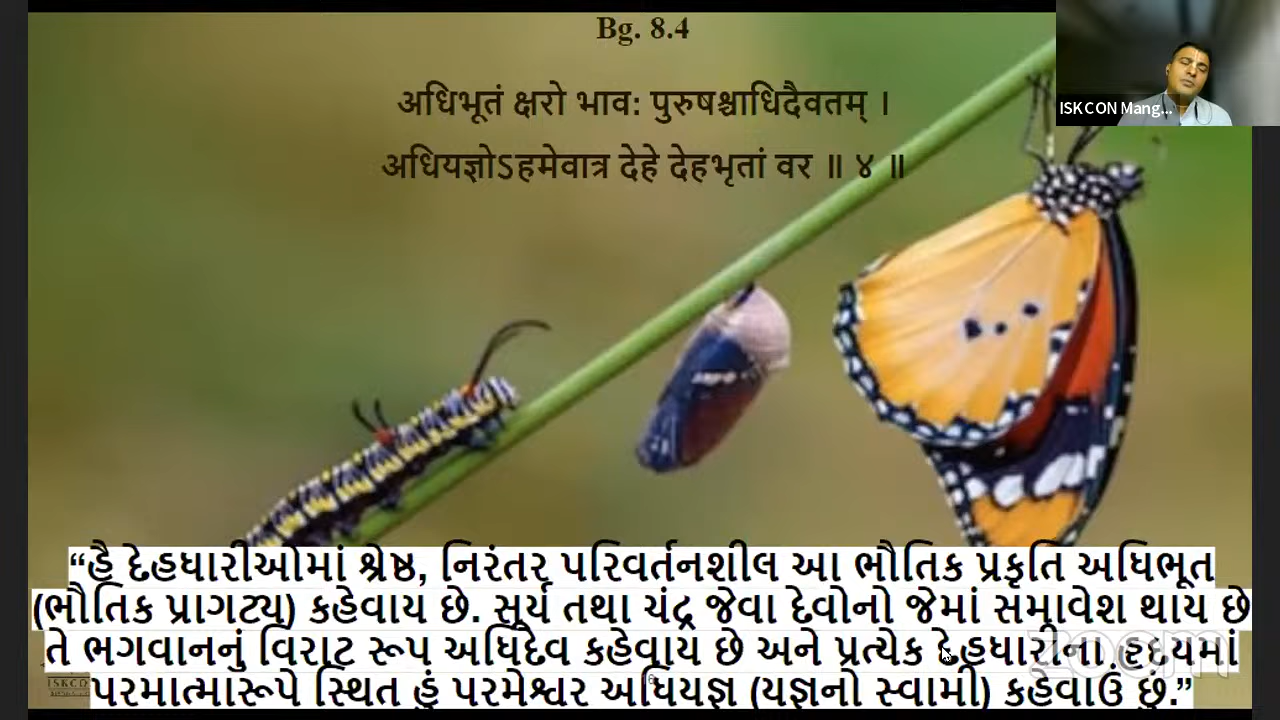 Bg. 8.4
ISKCON Mang...
अधिभूतं क्षरो भाव: पुरुषश्चाधिदैवतम् ।
अधियज्ञोऽहमेवात्र देहे देहभृतां वर ॥ ४ ॥
“હૈ દેહધારીઓમાં શ્રેષ્ઠ, નિરંતર પરિવર્તનશીલ આ ભૌતિક પ્રકૃતિ અધિભૂત
(ભૌતિક પ્રાગટ્ય) કહેવાય છે. સૂર્ય તથા ચંદ્ર જેવા દેવોનો જેમાં સમાવેશ થાય છે
તે ભગવાનનું વિરાટ રૂપ અધિદૈવ કહેવાય છે અને પ્રત્યેક દેહધારીના હૃદયમાં
પરમાત્મારૂપે સ્થિત હું પરમેશ્વર અધિયજ્ઞ (યજ્ઞનો સ્વામી) કહેવાઉં છું.”
zoom
ISKCON